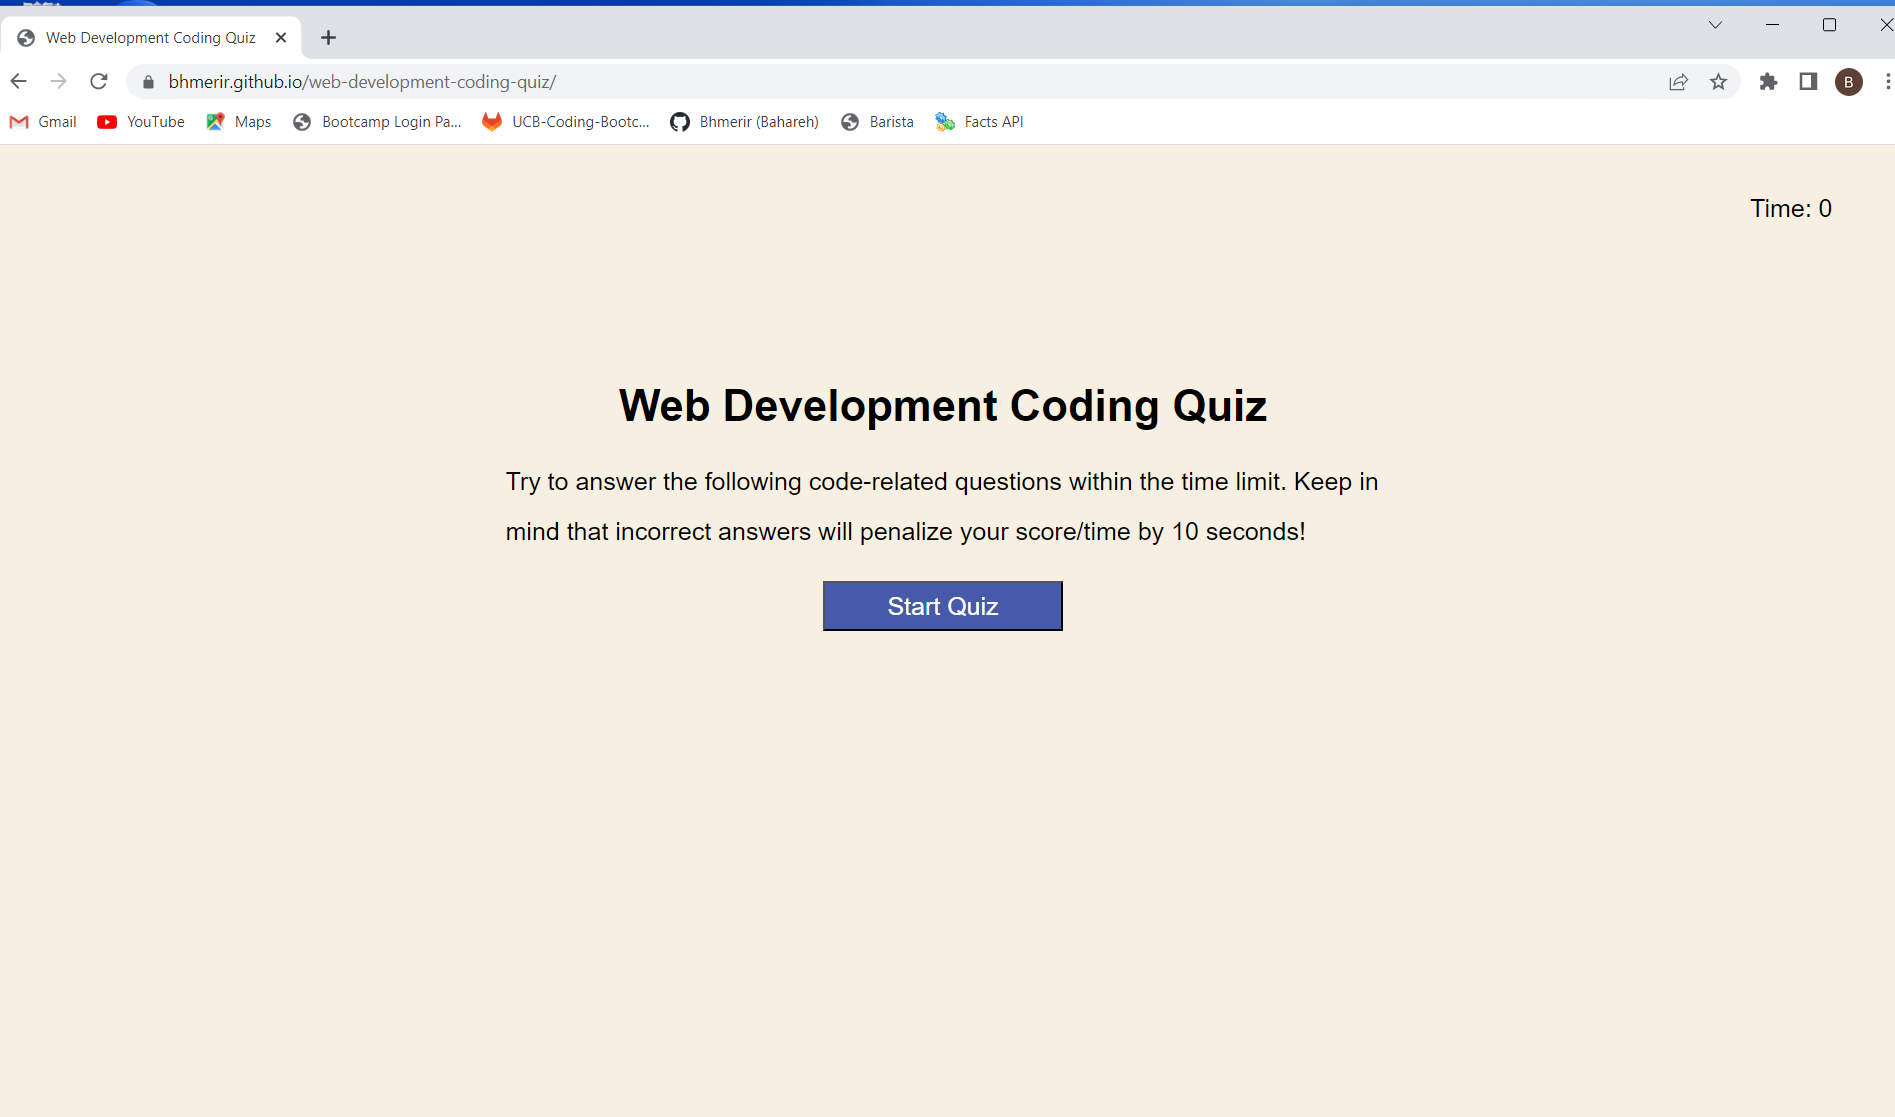 Web Development Coding Quiz
bhmerir.github.io/web-development-coding-quiz/
B
Gmail YouTube Maps Bootcamp Login Pa... UCB-Coding-Bootc... Bhmerir (Bahareh) Barista Facts API
Time: 0
Web Development Coding Quiz
Try to answer the following code-related questions within the time limit. Keep in
mind that incorrect answers will penalize your score/time by 10 seconds!
Start Quiz